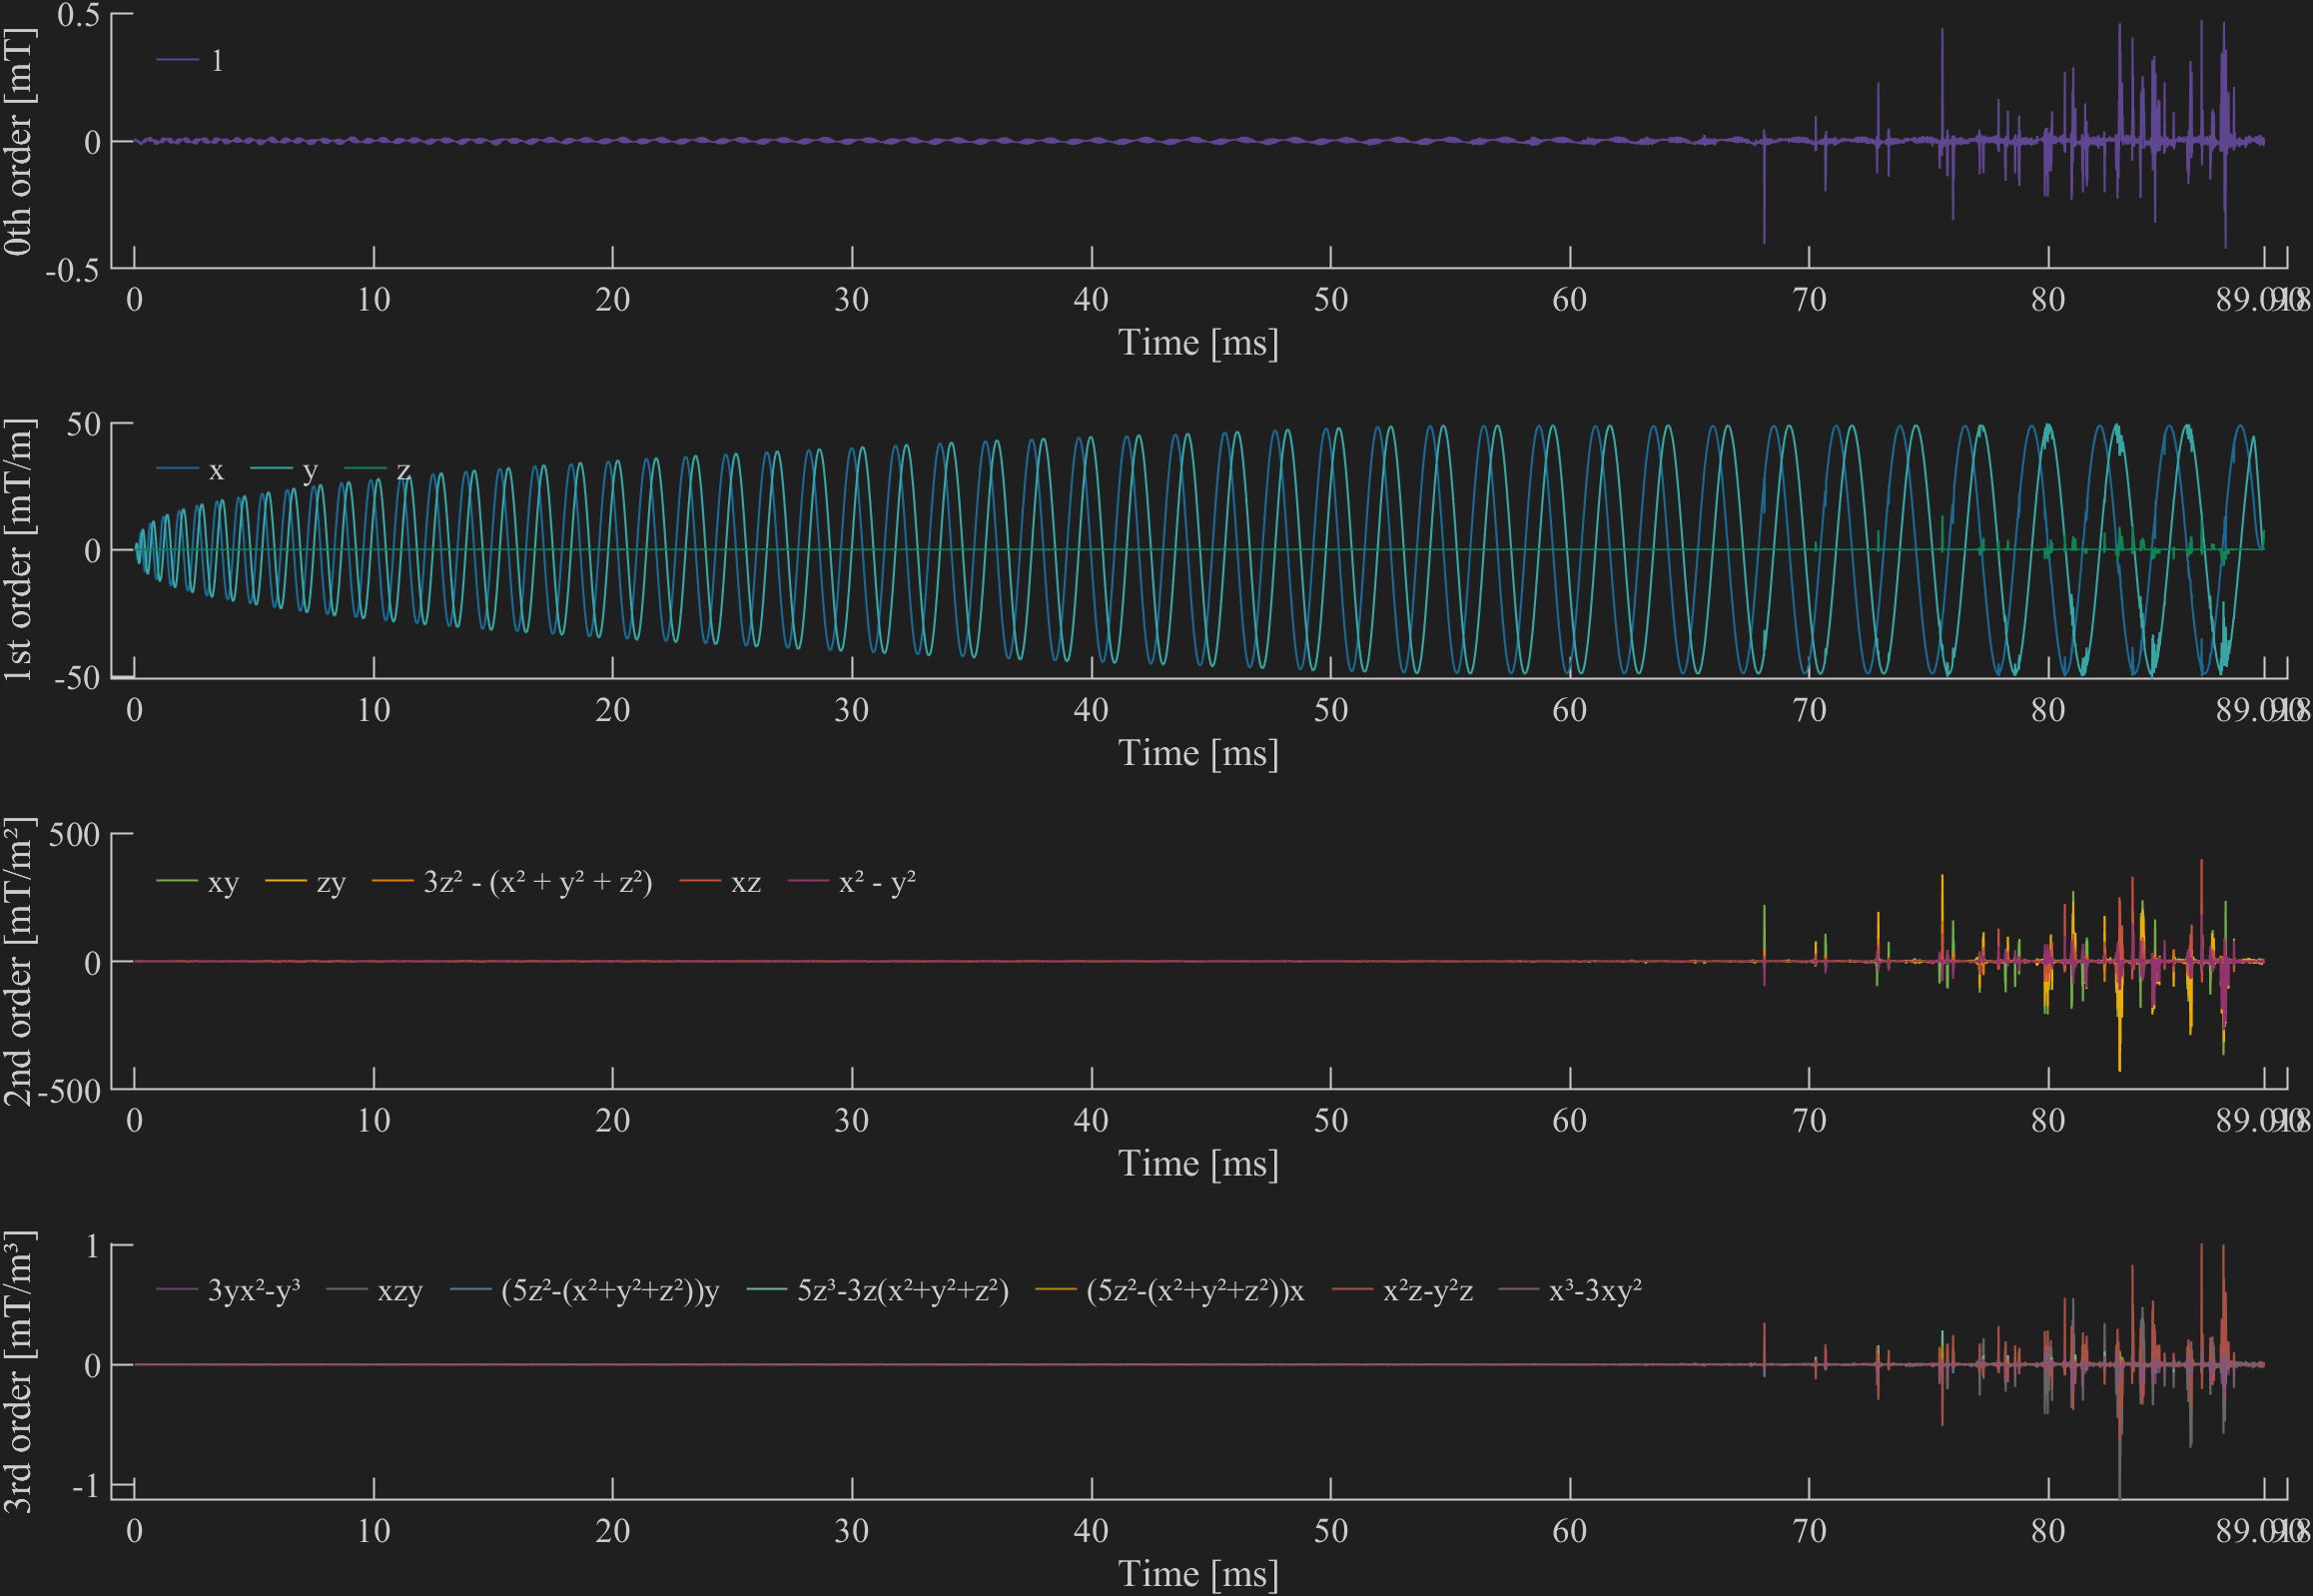 0th order [mT]
0.5
0
-0.5
1
0 10 20 30 40 50 60 70 80
Time [ms]
1st order [mT/m]
50
0
-50
x y z
0 10 20 30 40 50 60 70 80
Time [ms]
2nd order [mT/m²]
500
0
-500
xy zy 3z² - (x² + y² + z²) xz x² - y²
0 10 20 30 40 50 60 70 80
Time [ms]
3rd order [mT/m³]
1
0
-1
3yx²-y³ xzy (5z²-(x²+y²+z²))y 5z³-3z(x²+y²+z²) (5z²-(x²+y²+z²))x x²z-y²z x³-3xy²
0 10 20 30 40 50 60 70 80
Time [ms]